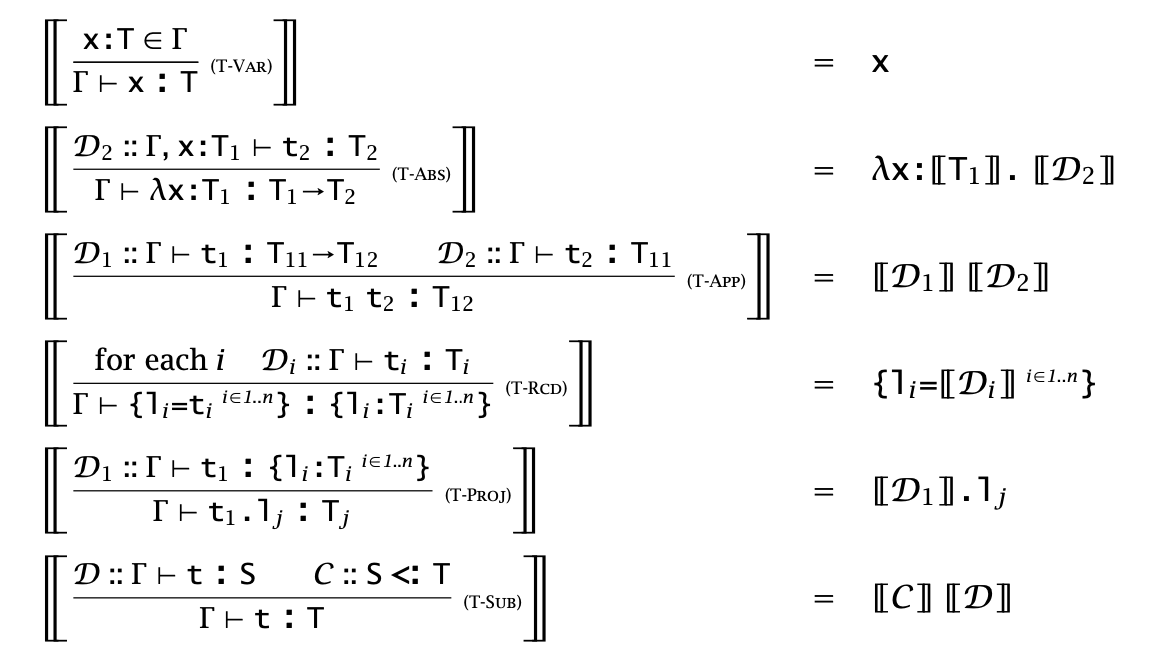 x:T ∈ Γ
Γ ⊢ x : T (T-VAR) = x
𝒟₂ :: Γ, x:T₁ ⊢ t₂ : T₂
Γ ⊢ λx:T₁ : T₁→T₂ (T-ABS) = λx:⟦T₁⟧. ⟦𝒟₂⟧
𝒟₁ :: Γ ⊢ t₁ : T₁₁→T₁₂ 𝒟₂ :: Γ ⊢ t₂ : T₁₁
Γ ⊢ t₁ t₂ : T₁₂ (T-APP) = ⟦𝒟₁⟧ ⟦𝒟₂⟧
for each i 𝒟ᵢ :: Γ ⊢ tᵢ : Tᵢ
Γ ⊢ {lᵢ=tᵢ i∈1..n} : {lᵢ:Tᵢ i∈1..n} (T-RCD) = {lᵢ=⟦𝒟ᵢ⟧ i∈1..n}
𝒟₁ :: Γ ⊢ t₁ : {lᵢ:Tᵢ i∈1..n}
Γ ⊢ t₁.lⱼ : Tⱼ (T-PROJ) = ⟦𝒟₁⟧.lⱼ
𝒟 :: Γ ⊢ t : S 𝒞 :: S <: T
Γ ⊢ t : T (T-SUB) = ⟦𝒞⟧ ⟦𝒟⟧